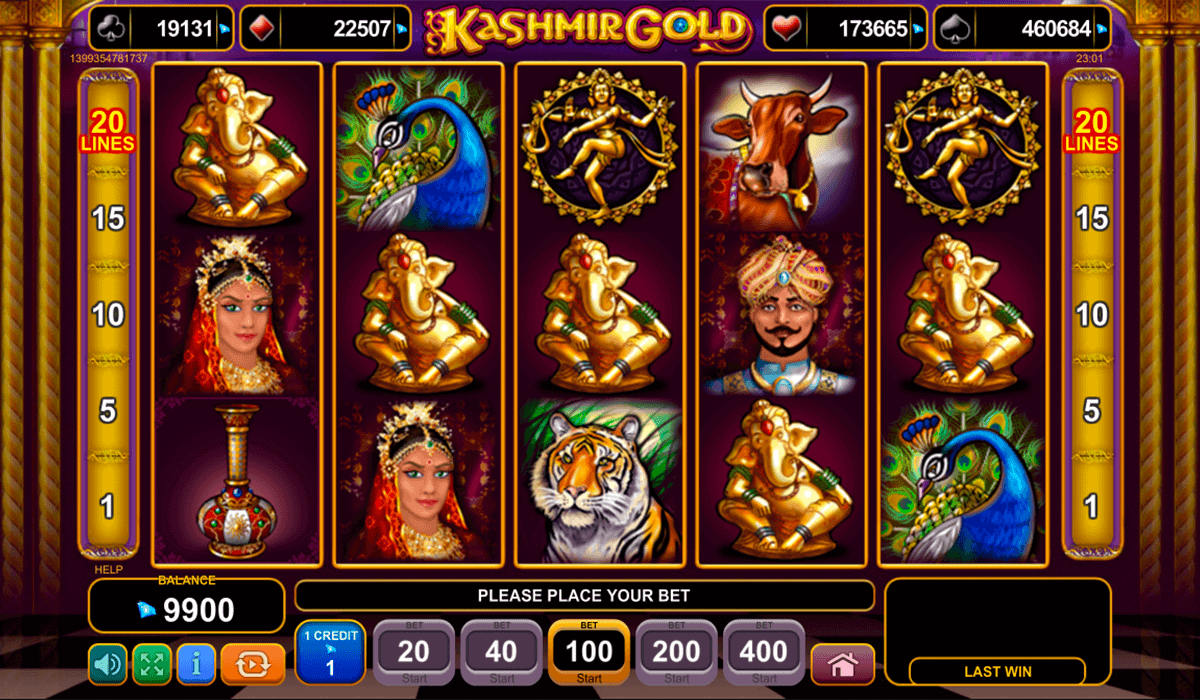 19131
22507
KASHMIR GOLD
173665
460684
1399354781737
23:01
20
LINES
15
10
5
1
20
LINES
15
10
5
1
HELP
BALANCE
9900
PLEASE PLACE YOUR BET
1 CREDIT
1
BET
20
Start
BET
40
Start
BET
100
Start
BET
200
Start
BET
400
Start
i
LAST WIN